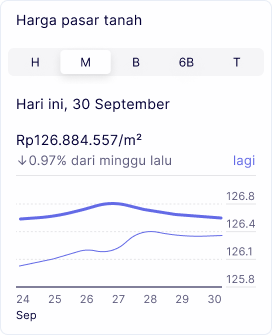 Harga pasar tanah
H M B 6B T
Hari ini, 30 September
Rp126.884.557/m²
↓0.97% dari minggu lalu lagi
126.8
126.4
126.1
125.8
24 25 26 27 28 29 30
Sep